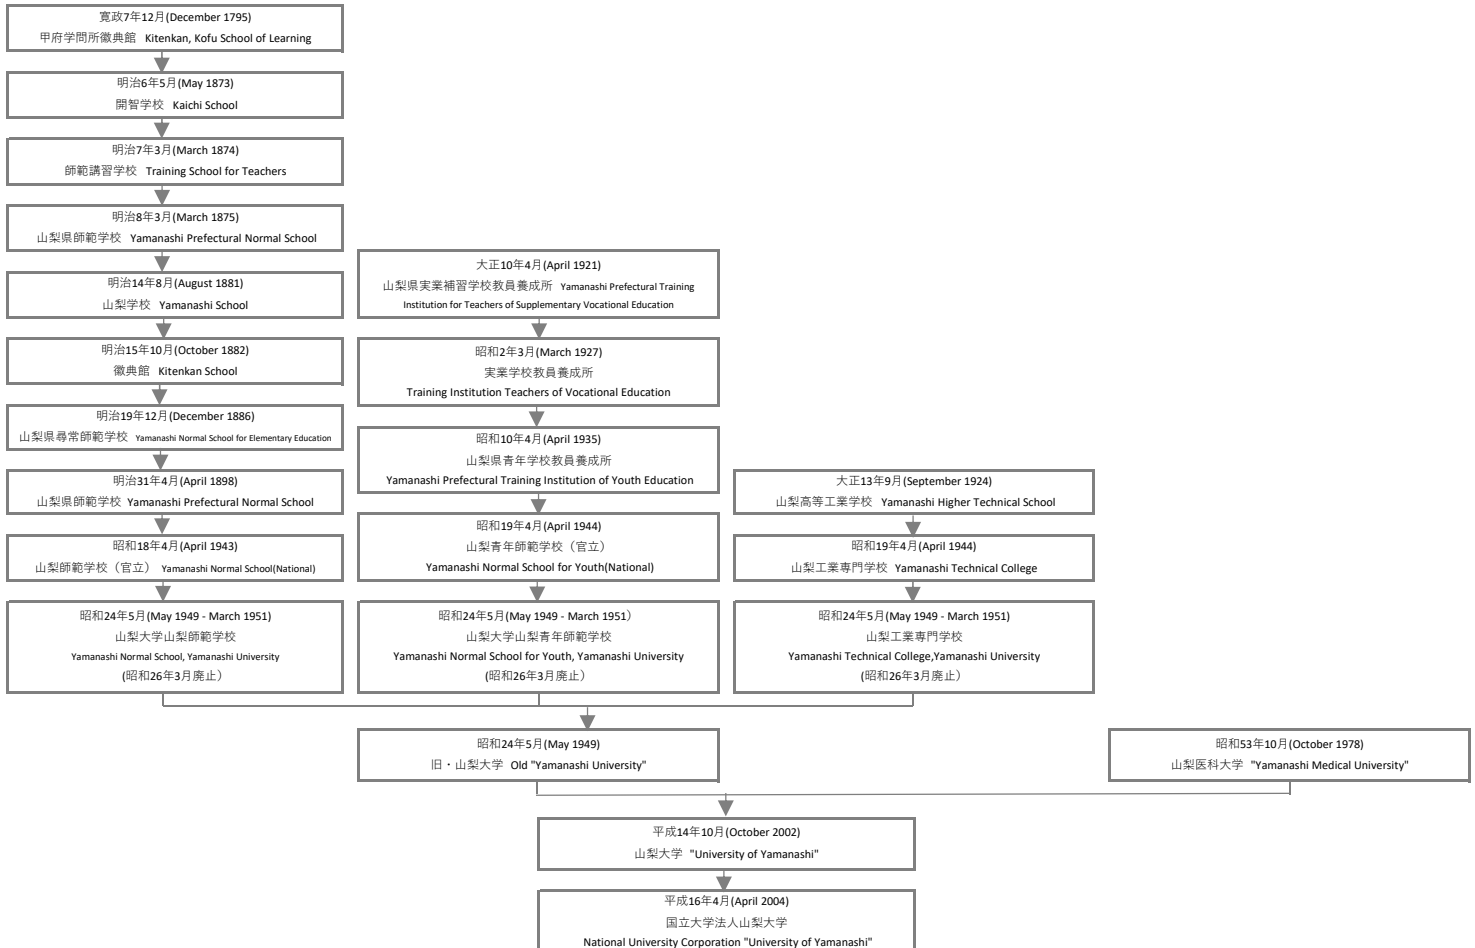 寛政7年12月(December 1795)
甲府学問所徽典館 Kitenkan, Kofu School of Learning
明治6年5月(May 1873)
開智学校 Kaichi School
明治7年3月(March 1874)
師範講習学校 Training School for Teachers
明治8年3月(March 1875)
山梨県師範学校 Yamanashi Prefectural Normal School
明治14年8月(August 1881)
山梨学校 Yamanashi School
明治15年10月(October 1882)
徽典館 Kitenkan School
明治19年12月(December 1886)
山梨県尋常師範学校 Yamanashi Normal School for Elementary Education
明治31年4月(April 1898)
山梨県師範学校 Yamanashi Prefectural Normal School
昭和18年4月(April 1943)
山梨師範学校（官立） Yamanashi Normal School(National)
昭和24年5月(May 1949 - March 1951)
山梨大学山梨師範学校
Yamanashi Normal School, Yamanashi University
(昭和26年3月廃止）
大正10年4月(April 1921)
山梨県実業補習学校教員養成所 Yamanashi Prefectural Training
Institution for Teachers of Supplementary Vocational Education
昭和2年3月(March 1927)
実業学校教員養成所
Training Institution Teachers of Vocational Education
昭和10年4月(April 1935)
山梨県青年学校教員養成所
Yamanashi Prefectural Training Institution of Youth Education
昭和19年4月(April 1944)
山梨青年師範学校（官立）
Yamanashi Normal School for Youth(National)
昭和24年5月(May 1949 - March 1951）
山梨大学山梨青年師範学校
Yamanashi Normal School for Youth, Yamanashi University
(昭和26年3月廃止）
大正13年9月(September 1924)
山梨高等工業学校 Yamanashi Higher Technical School
昭和19年4月(April 1944)
山梨工業専門学校 Yamanashi Technical College
昭和24年5月(May 1949 - March 1951)
山梨工業専門学校
Yamanashi Technical College,Yamanashi University
(昭和26年3月廃止）
昭和24年5月(May 1949)
旧・山梨大学 Old "Yamanashi University"
昭和53年10月(October 1978)
山梨医科大学 "Yamanashi Medical University"
平成14年10月(October 2002)
山梨大学 "University of Yamanashi"
平成16年4月(April 2004)
国立大学法人山梨大学
National University Corporation "University of Yamanashi"